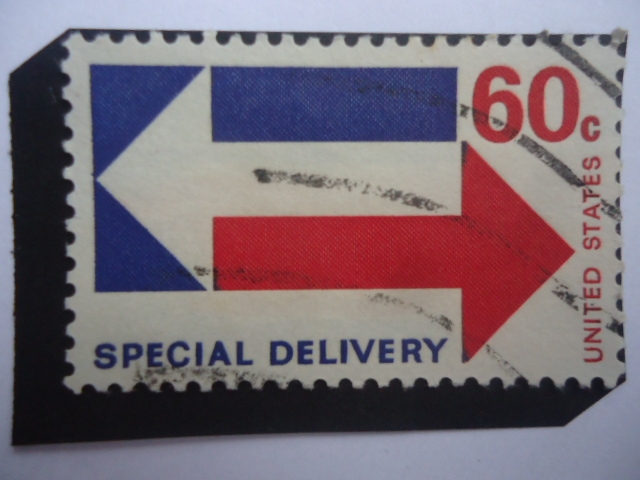 60c
UNITED STATES
SPECIAL DELIVERY